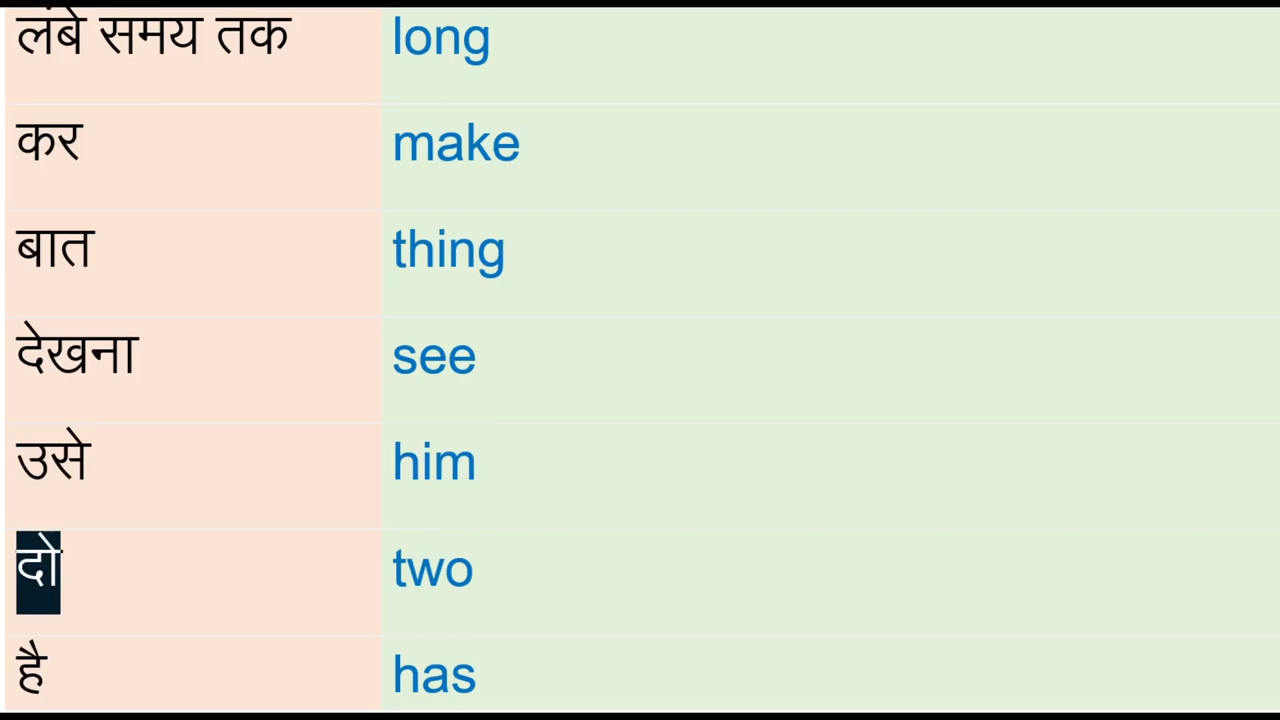 लंबे समय तक long
कर make
बात thing
देखना see
उसे him
दो two
है has